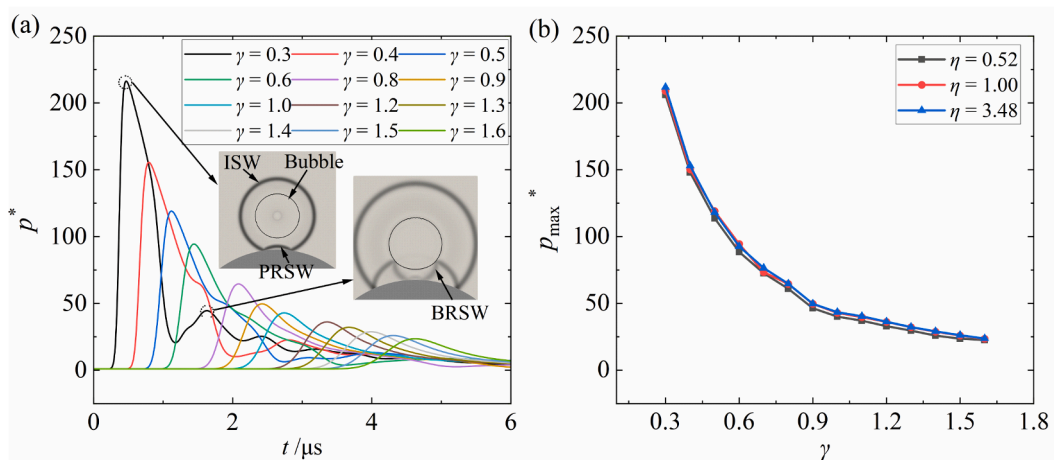 (a)
250
200
150
100
50
0
p*
0 2 4 6
t /μs
γ = 0.3 γ = 0.4 γ = 0.5
γ = 0.6 γ = 0.8 γ = 0.9
γ = 1.0 γ = 1.2 γ = 1.3
γ = 1.4 γ = 1.5 γ = 1.6
ISW Bubble
PRSW
BRSW
(b)
250
200
150
100
50
0
pmax*
0.3 0.6 0.9 1.2 1.5 1.8
γ
η = 0.52
η = 1.00
η = 3.48